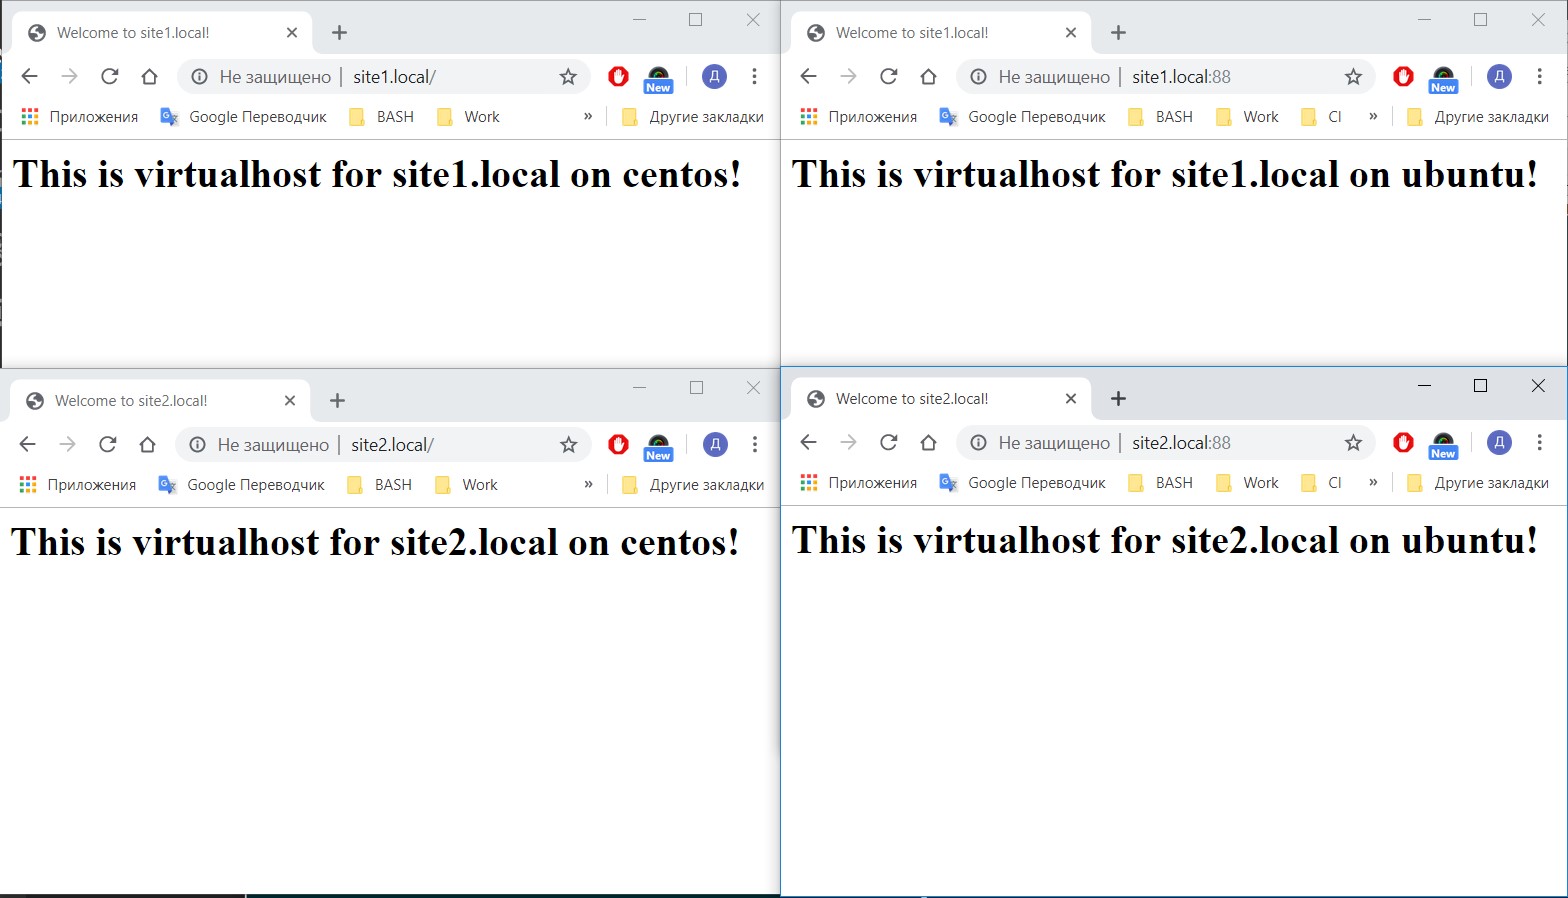 Welcome to site1.local!
Не защищено | site1.local/
New
Д
Приложения Google Переводчик BASH Work » Другие закладки
This is virtualhost for site1.local on centos!
Welcome to site1.local!
Не защищено | site1.local:88
New
Д
Приложения Google Переводчик BASH Work CI » Другие закладки
This is virtualhost for site1.local on ubuntu!
Welcome to site2.local!
Не защищено | site2.local/
New
Д
Приложения Google Переводчик BASH Work » Другие закладки
This is virtualhost for site2.local on centos!
Welcome to site2.local!
Не защищено | site2.local:88
New
Д
Приложения Google Переводчик BASH Work CI » Другие закладки
This is virtualhost for site2.local on ubuntu!